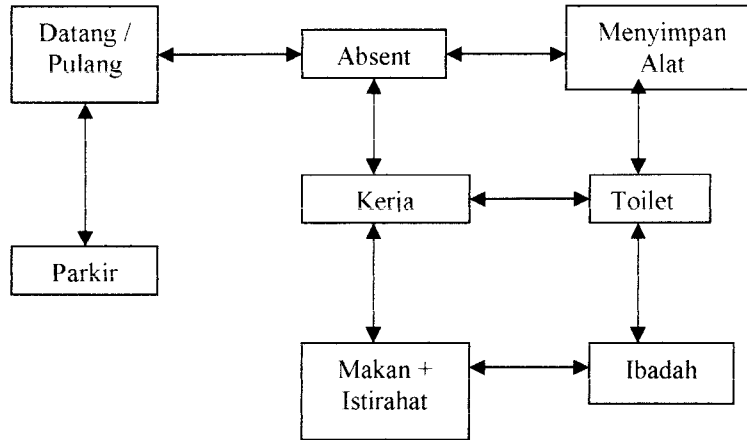 Datang /
Pulang
Absent
Menyimpan
Alat
Kerja
Toilet
Parkir
Makan +
Istirahat
Ibadah